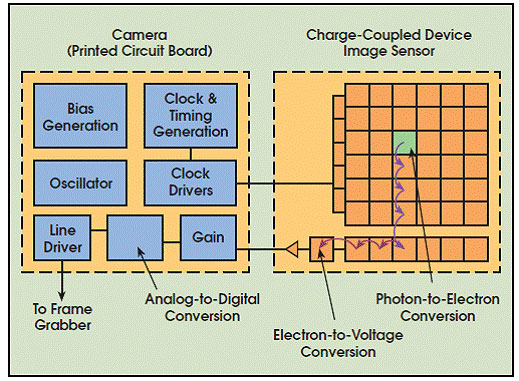 Camera
(Printed Circuit Board)
Charge-Coupled Device
Image Sensor
Bias
Generation
Clock &
Timing
Generation
Oscillator
Clock
Drivers
Line
Driver
Gain
To Frame
Grabber
Analog-to-Digital
Conversion
Electron-to-Voltage
Conversion
Photon-to-Electron
Conversion